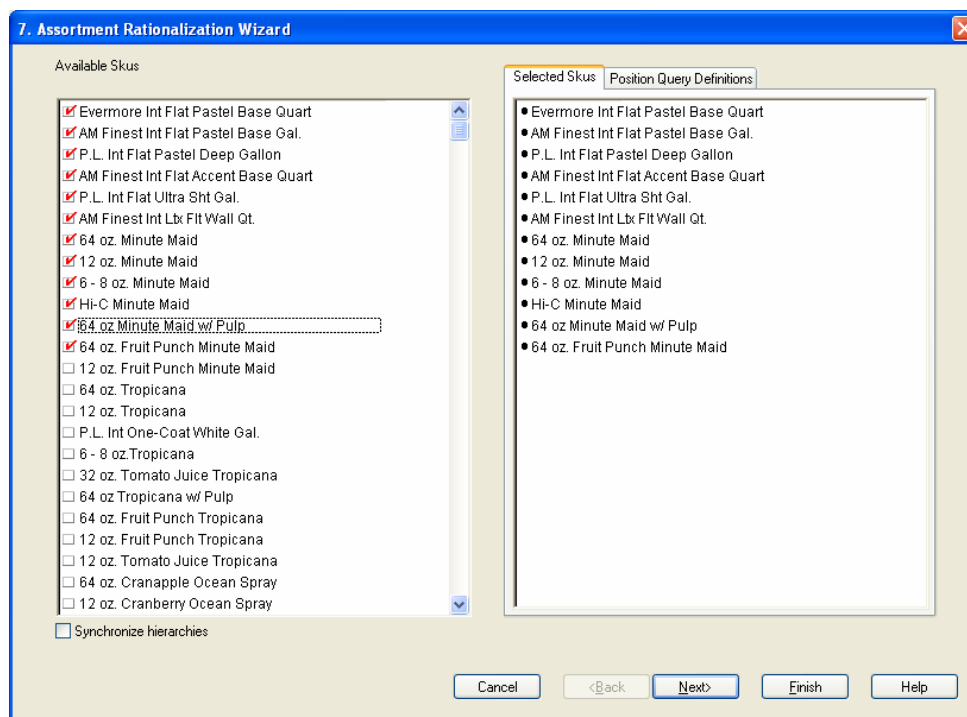 7. Assortment Rationalization Wizard
Available Skus
Evermore Int Flat Pastel Base Quart
AM Finest Int Flat Pastel Base Gal.
P.L. Int Flat Pastel Deep Gallon
AM Finest Int Flat Accent Base Quart
P.L. Int Flat Ultra Sht Gal.
AM Finest Int Ltx Flt Wall Qt.
64 oz. Minute Maid
12 oz. Minute Maid
6 - 8 oz. Minute Maid
Hi-C Minute Maid
64 oz Minute Maid w/ Pulp
64 oz. Fruit Punch Minute Maid
12 oz. Fruit Punch Minute Maid
64 oz. Tropicana
12 oz. Tropicana
P.L. Int One-Coat White Gal.
6 - 8 oz.Tropicana
32 oz. Tomato Juice Tropicana
64 oz Tropicana w/ Pulp
64 oz. Fruit Punch Tropicana
12 oz. Fruit Punch Tropicana
12 oz. Tomato Juice Tropicana
64 oz. Cranapple Ocean Spray
12 oz. Cranberry Ocean Spray
Synchronize hierarchies
Selected Skus Position Query Definitions
Evermore Int Flat Pastel Base Quart
AM Finest Int Flat Pastel Base Gal.
P.L. Int Flat Pastel Deep Gallon
AM Finest Int Flat Accent Base Quart
P.L. Int Flat Ultra Sht Gal.
AM Finest Int Ltx Flt Wall Qt.
64 oz. Minute Maid
12 oz. Minute Maid
6 - 8 oz. Minute Maid
Hi-C Minute Maid
64 oz Minute Maid w/ Pulp
64 oz. Fruit Punch Minute Maid
Cancel <Back Next> Finish Help